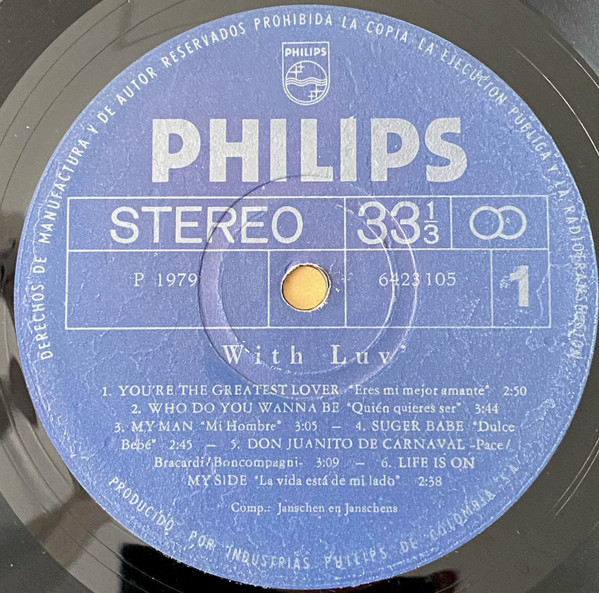 DERECHOS DE MANUFACTURA Y DE AUTOR RESERVADOS PROHIBIDA LA COPIA LA EJECUCION PUBLICA Y LA RADIOTRANSMISION
PHILIPS
PHILIPS
STEREO 33 1/3
P 1979 6423 105 1
With Luv'
1. YOU'RE THE GREATEST LOVER "Eres mi mejor amante" 2:50
2. WHO DO YOU WANNA BE "Quién quieres ser" 3:44
3. MY MAN "Mi Hombre" 3:05 – 4. SUGER BABE "Dulce
Bebé" 2:45 – 5. DON JUANITO DE CARNAVAL -Pace/
Bracardi/Boncompagni- 3:09 – 6. LIFE IS ON
MY SIDE "La vida está de mi lado" 2:38
Comp.: Janschen en Janschens
PRODUCIDO POR INDUSTRIAS PHILIPS DE COLOMBIA S.A.